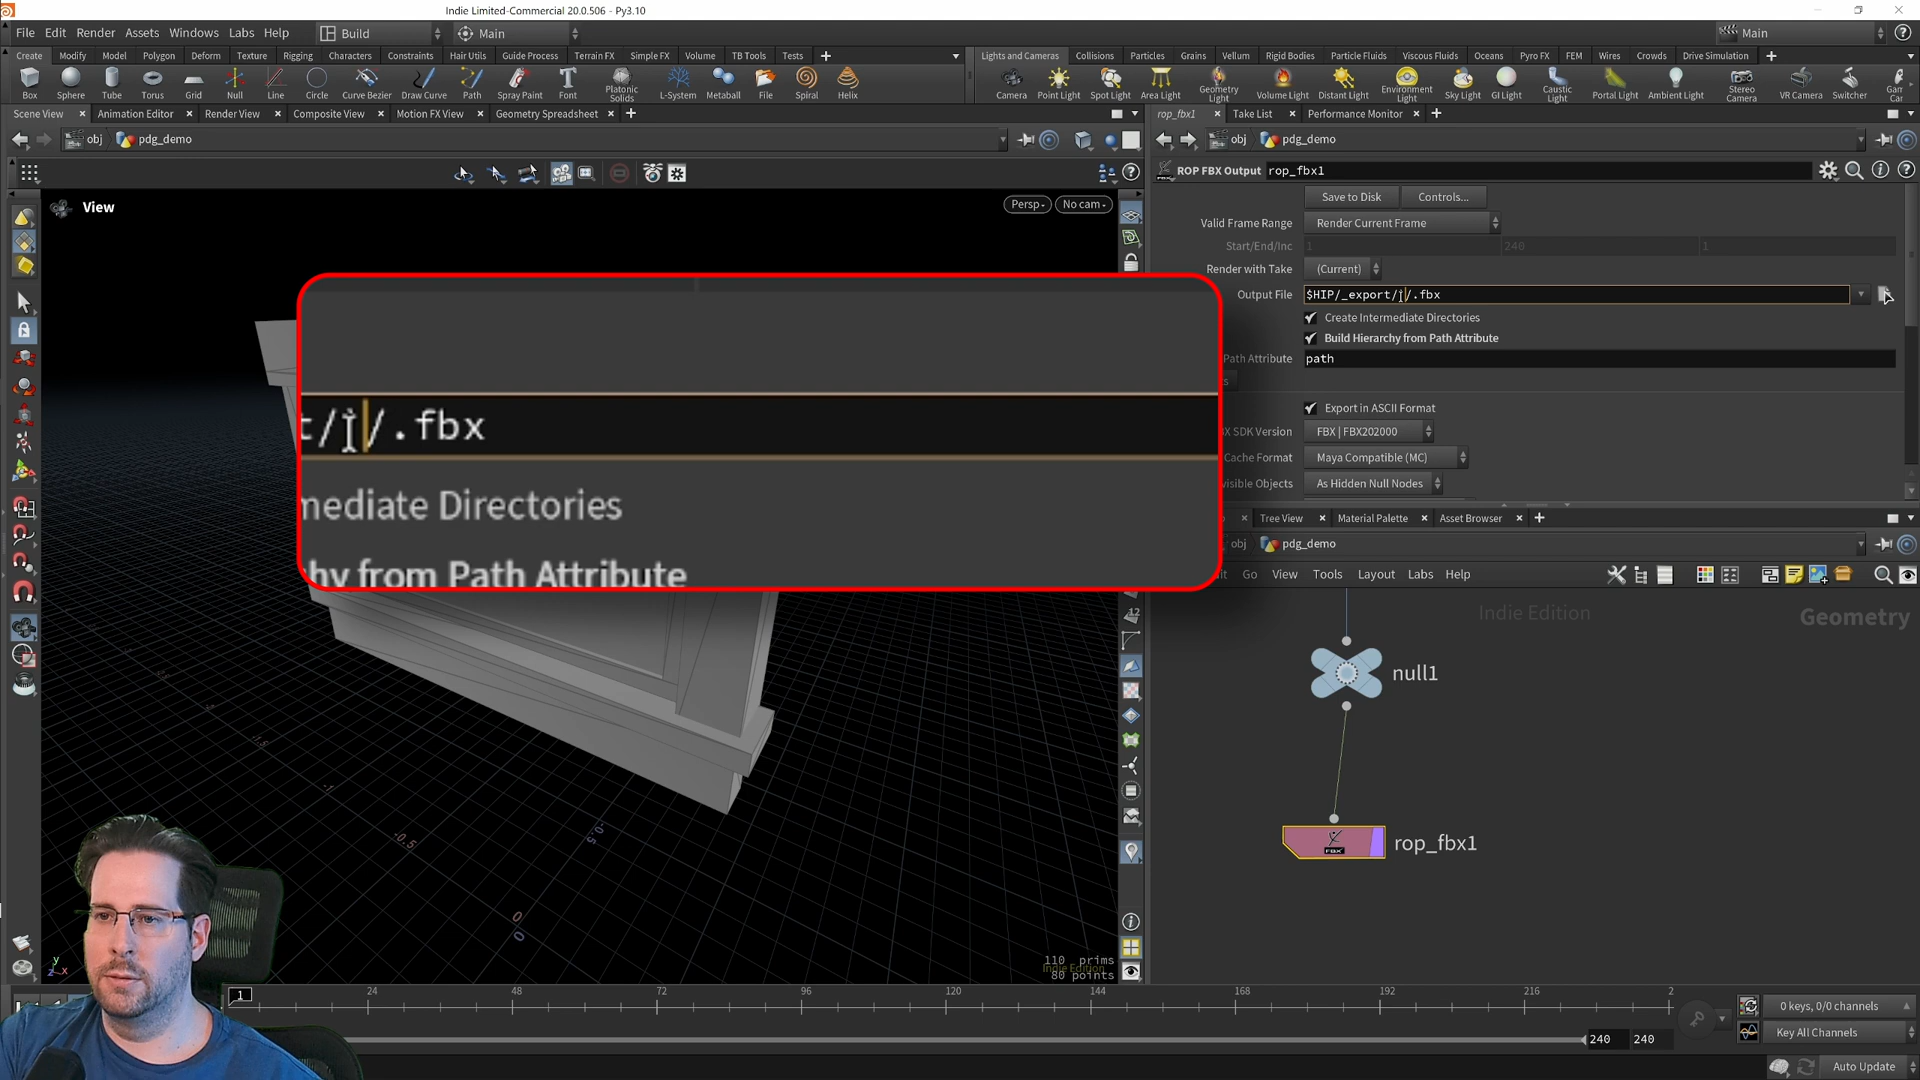 Indie Limited-Commercial 20.0.506 - Py3.10
File Edit Render Assets Windows Labs Help
Build
Main
Main
Create Modify Model Polygon Deform Texture Rigging Characters Constraints Hair Utils Guide Process Terrain FX Simple FX Volume TB Tools Tests
Lights and Cameras Collisions Particles Grains Vellum Rigid Bodies Particle Fluids Viscous Fluids Oceans Pyro FX FEM Wires Crowds Drive Simulation
Box Sphere Tube Torus Grid Null Line Circle Curve Bezier Draw Curve Path Spray Paint Font Platonic Solids L-System Metaball File Spiral Helix
Camera Point Light Spot Light Area Light Geometry Light Volume Light Distant Light Environment Light Sky Light GI Light Caustic Light Portal Light Ambient Light Stereo Camera VR Camera Switcher
Scene View Animation Editor Render View Composite View Motion FX View Geometry Spreadsheet
rop_fbx1 Take List Performance Monitor
obj pdg_demo
obj pdg_demo
ROP FBX Output rop_fbx1
View
Persp
No cam
Save to Disk Controls...
Valid Frame Range Render Current Frame
Start/End/Inc 1 240 1
Render with Take (Current)
Output File $HIP/_export//.fbx
Create Intermediate Directories
Build Hierarchy from Path Attribute
Path Attribute path
Export in ASCII Format
SDK Version FBX | FBX202000
Cache Format Maya Compatible (MC)
visible Objects As Hidden Null Nodes
t//.fbx
mediate Directories
hy from Path Attribute
Tree View Material Palette Asset Browser
obj pdg_demo
Go View Tools Layout Labs Help
Indie Edition
Geometry
null1
FBX
rop_fbx1
12
-0.5
0
0
0.5
y
z x
110 prims
80 points
Indie Edition
1 24 48 72 96 120 144 168 192 216 2
240 240
0 keys, 0/0 channels
Key All Channels
Auto Update